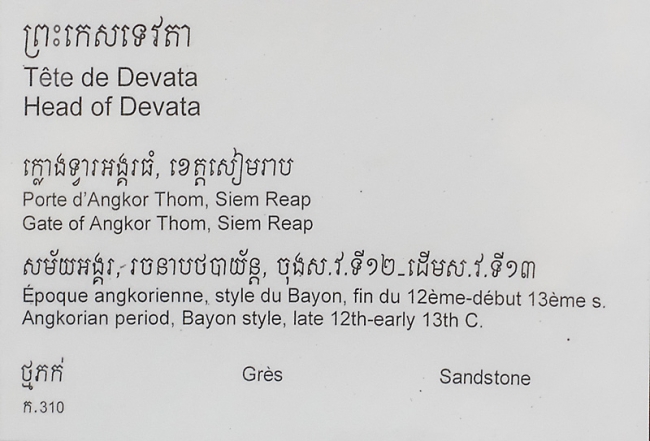 ព្រះកេសទេវតា
Tête de Devata
Head of Devata
ក្លោងទ្វារអង្គរធំ, ខេត្តសៀមរាប
Porte d'Angkor Thom, Siem Reap
Gate of Angkor Thom, Siem Reap
សម័យអង្គរ, រចនាបថបាយ័ន្ត, ចុងស.វ.ទី១២-ដើមស.វ.ទី១៣
Époque angkorienne, style du Bayon, fin du 12ème-début 13ème s.
Angkorian period, Bayon style, late 12th-early 13th C.
ថ្មភក់ Grès Sandstone
ក.310